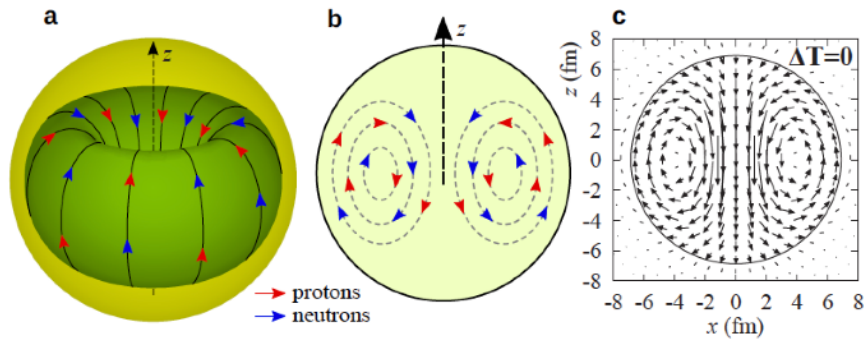 a
z
protons
neutrons
b
z
c
ΔT=0
z (fm)
8
6
4
2
0
-2
-4
-6
-8
-8 -6 -4 -2 0 2 4 6 8
x (fm)